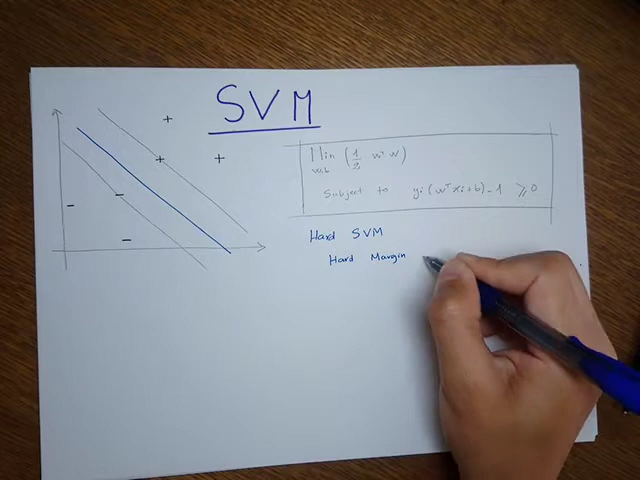 SVM
Min (1/2 wᵀw)
w,b
Subject to yi(wᵀxi+b)-1 ≥0
Hard SVM
Hard Margin